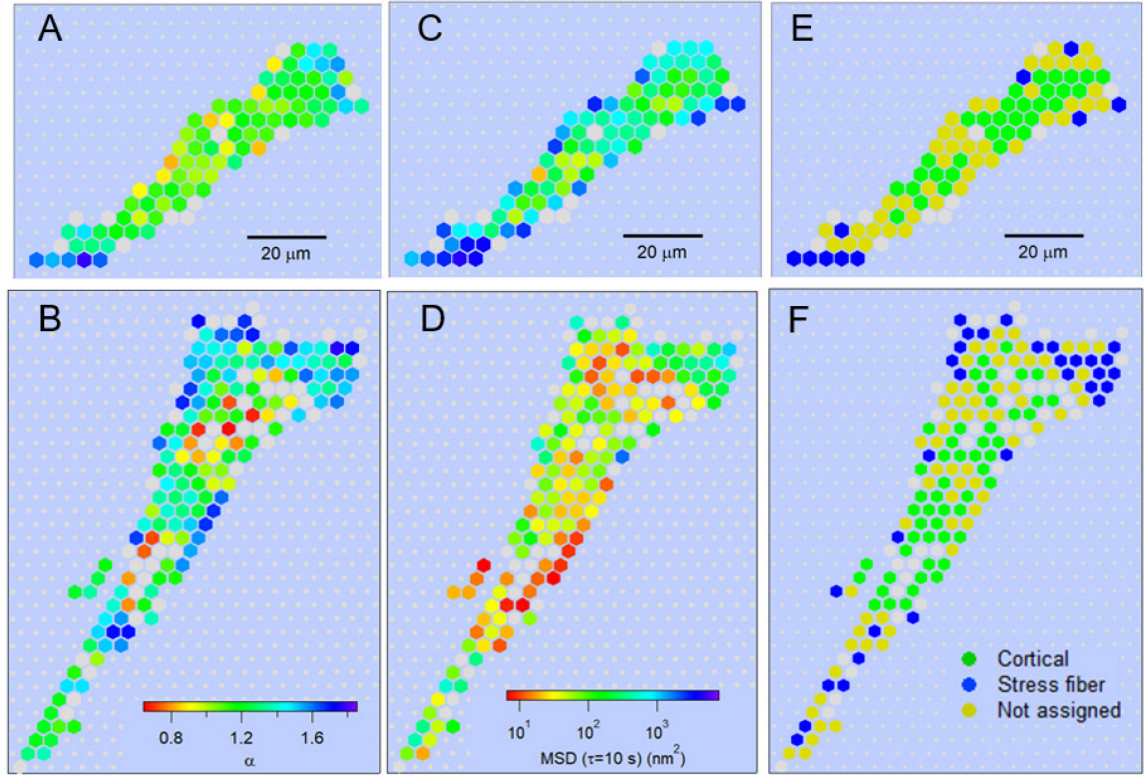 A
C
E
20 μm
20 μm
20 μm
B
D
F
Cortical
Stress fiber
Not assigned
0.8 1.2 1.6
α
10¹ 10² 10³
MSD (τ=10 s) (nm²)